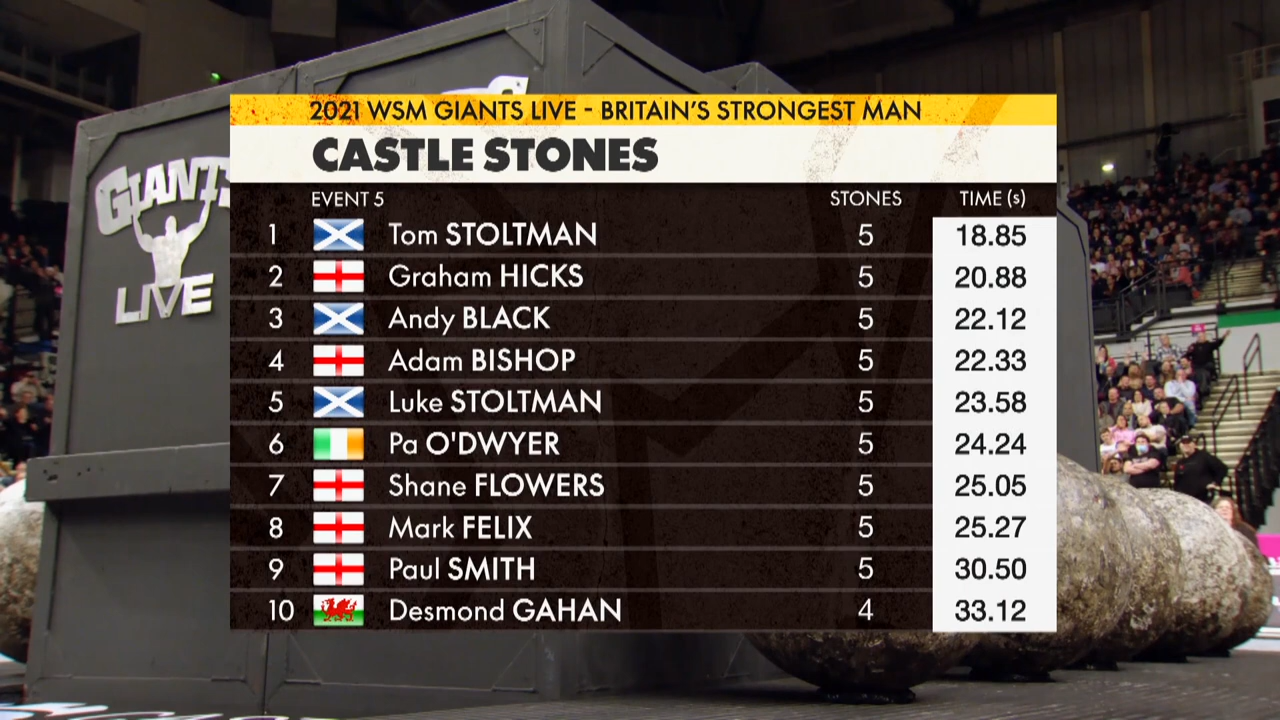 2021 WSM GIANTS LIVE - BRITAIN'S STRONGEST MAN
CASTLE STONES
EVENT 5 STONES TIME (s)
1 Tom STOLTMAN 5 18.85
2 Graham HICKS 5 20.88
3 Andy BLACK 5 22.12
4 Adam BISHOP 5 22.33
5 Luke STOLTMAN 5 23.58
6 Pa O'DWYER 5 24.24
7 Shane FLOWERS 5 25.05
8 Mark FELIX 5 25.27
9 Paul SMITH 5 30.50
10 Desmond GAHAN 4 33.12
GIANTS
LIVE